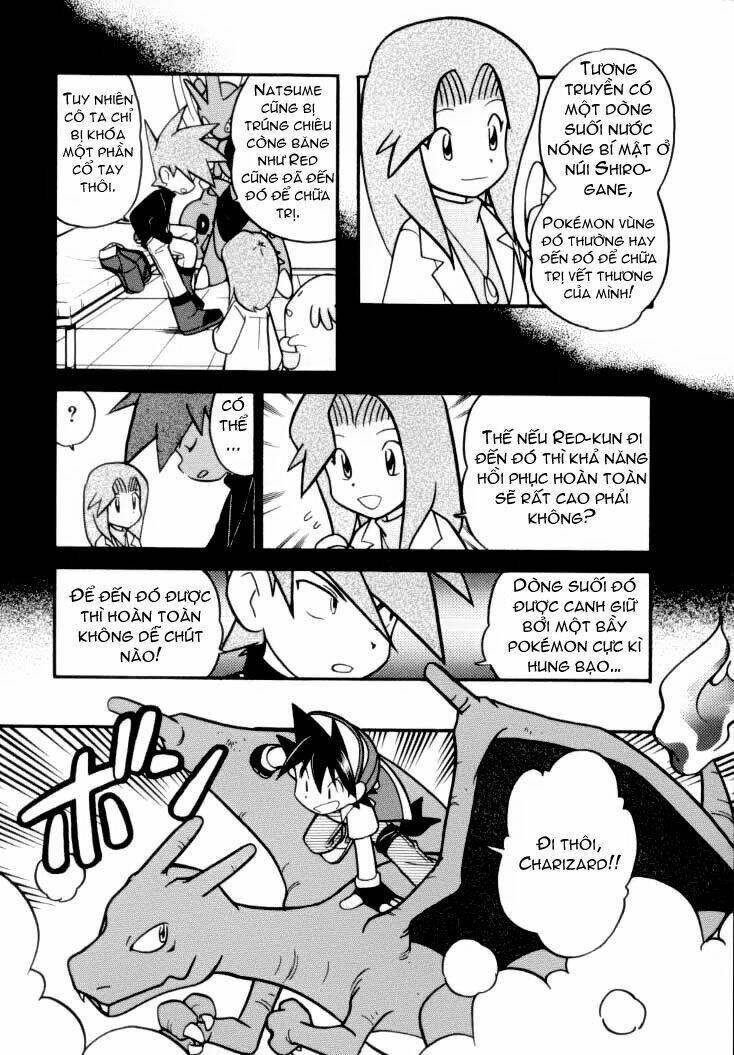 TƯƠNG
TRUYỀN CÓ
MỘT DÒNG
SUỐI NƯỚC
NÓNG BÍ MẬT Ở
NÚI SHIRO-
GANE,
POKÉMON VÙNG
ĐÓ THƯỜNG HAY
ĐẾN ĐÓ ĐỂ CHỮA
TRỊ VẾT THƯƠNG
CỦA MÌNH!
NATSUME
CŨNG BỊ
TRÚNG CHIÊU
CÒNG BĂNG
NHƯ RED
CŨNG ĐÃ ĐẾN
ĐÓ ĐỂ CHỮA
TRỊ.
TUY NHIÊN
CÔ TA CHỈ
BỊ KHÓA
MỘT PHẦN
CỔ TAY
THÔI.
THẾ NẾU RED-KUN ĐI
ĐẾN ĐÓ THÌ KHẢ NĂNG
HỒI PHỤC HOÀN TOÀN
SẼ RẤT CAO PHẢI
KHÔNG?
CÓ
THỂ
...
?
DÒNG SUỐI ĐÓ
ĐƯỢC CANH GIỮ
BỞI MỘT BẦY
POKÉMON CỰC KÌ
HUNG BẠO...
ĐỂ ĐẾN ĐÓ ĐƯỢC
THÌ HOÀN TOÀN
KHÔNG DỄ CHÚT
NÀO!
ボン
ĐI THÔI,
CHARIZARD!!